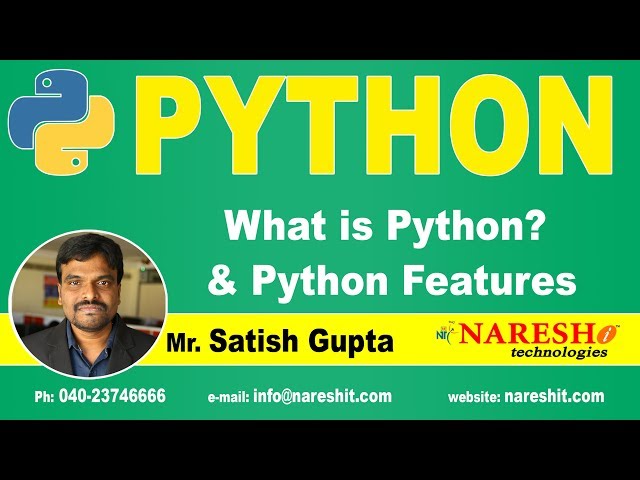 PYTHON
What is Python?
& Python Features
Mr. Satish Gupta
NARESH i
technologies
Ph: 040-23746666
e-mail: info@nareshit.com
website: nareshit.com